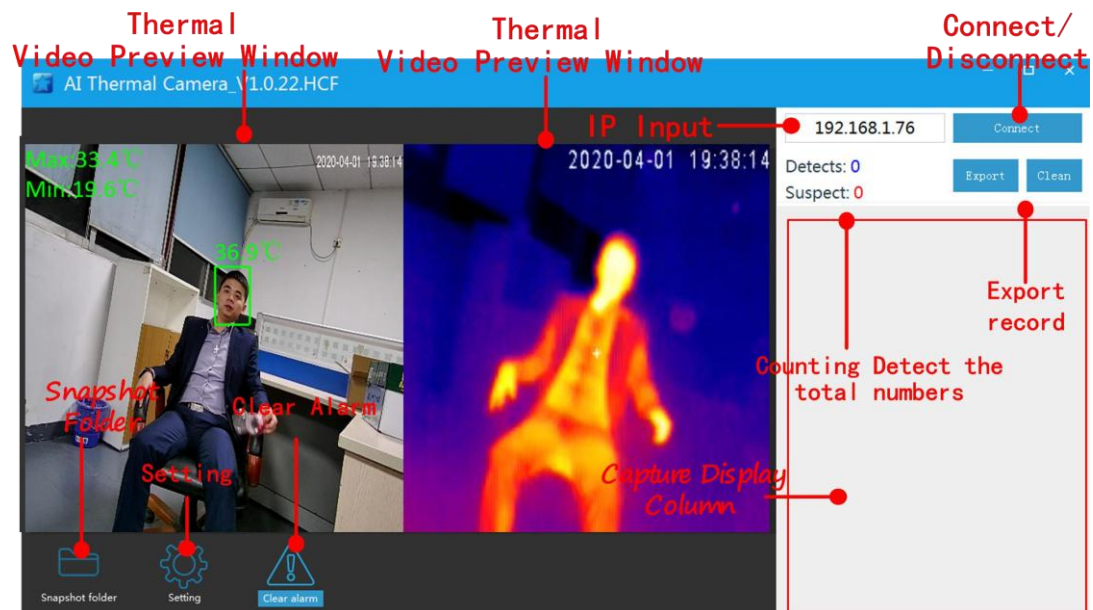 Thermal
Video Preview Window
Thermal
Video Preview Window
Connect/
Disconnect
AI Thermal Camera_V1.0.22.HCF
IP Input
192.168.1.76
Connect
Max:33.4℃
Min:19.6℃
2020-04-01 19:38:14
2020-04-01 19:38:14
Detects: 0
Suspect: 0
Export
Clean
36.9℃
Export
record
Counting Detect the
total numbers
Snapshot
Folder
Clear Alarm
Setting
Capture Display
Column
Snapshot folder
Setting
Clear alarm